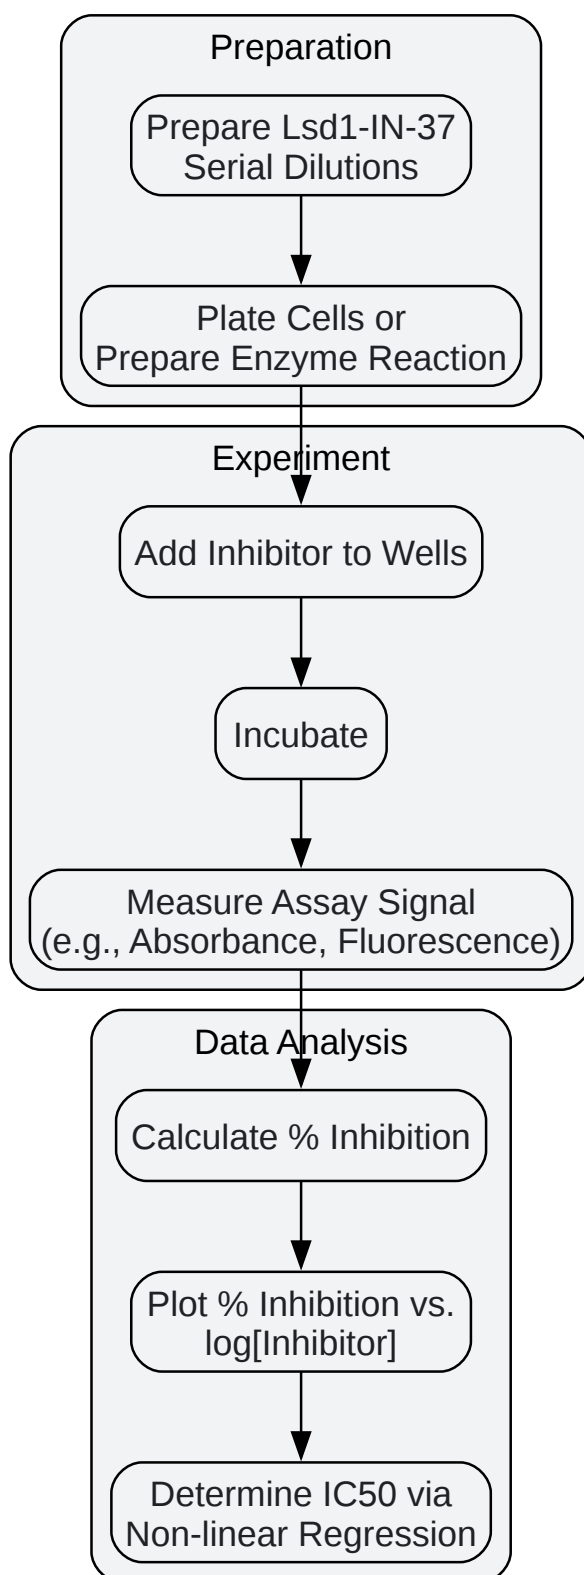 Preparation
Prepare Lsd1-IN-37
Serial Dilutions
Plate Cells or
Prepare Enzyme Reaction
Experiment
Add Inhibitor to Wells
Incubate
Measure Assay Signal
(e.g., Absorbance, Fluorescence)
Data Analysis
Calculate % Inhibition
Plot % Inhibition vs.
log[Inhibitor]
Determine IC50 via
Non-linear Regression